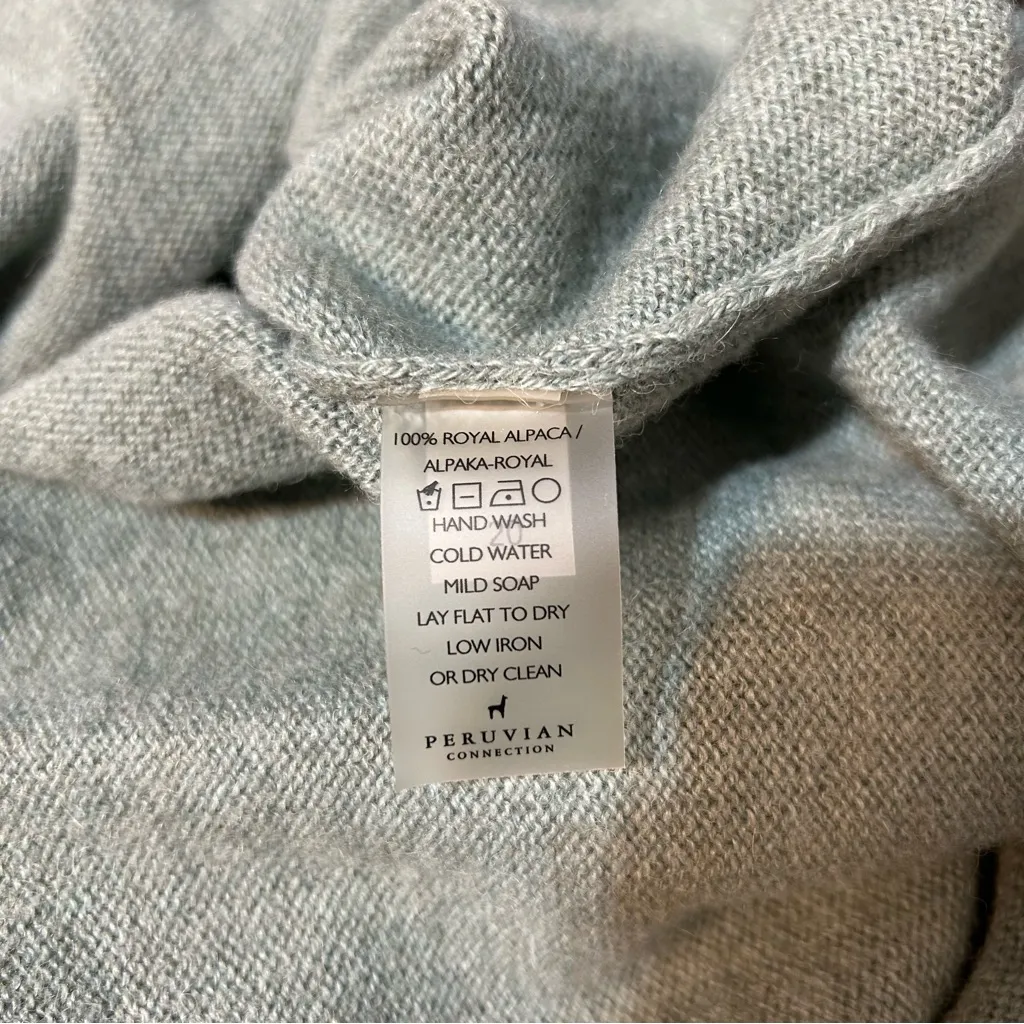 100% ROYAL ALPACA /
ALPAKA-ROYAL
HAND WASH
20
COLD WATER
MILD SOAP
LAY FLAT TO DRY
LOW IRON
OR DRY CLEAN
PERUVIAN
CONNECTION